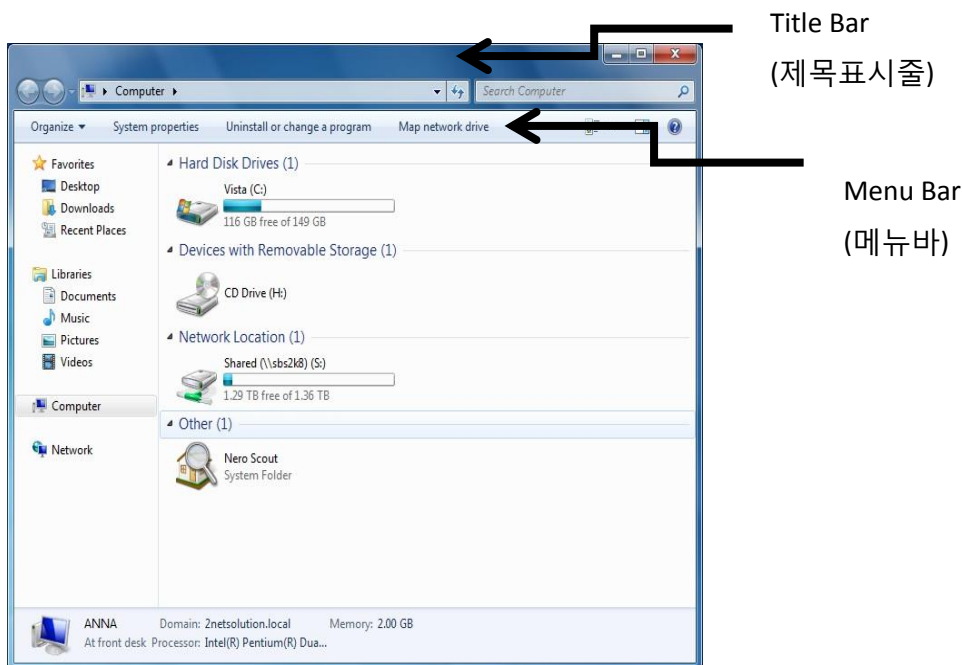 Title Bar
(제목표시줄)
Computer
Search Computer
Organize System properties Uninstall or change a program Map network drive
Menu Bar
(메뉴바)
Favorites
Desktop
Downloads
Recent Places
Libraries
Documents
Music
Pictures
Videos
Computer
Network
Hard Disk Drives (1)
Vista (C:)
116 GB free of 149 GB
Devices with Removable Storage (1)
CD Drive (H:)
Network Location (1)
Shared (\\sbs2k8) (S:)
1.29 TB free of 1.36 TB
Other (1)
Nero Scout
System Folder
ANNA Domain: 2netsolution.local Memory: 2.00 GB
At front desk Processor: Intel(R) Pentium(R) Dua...